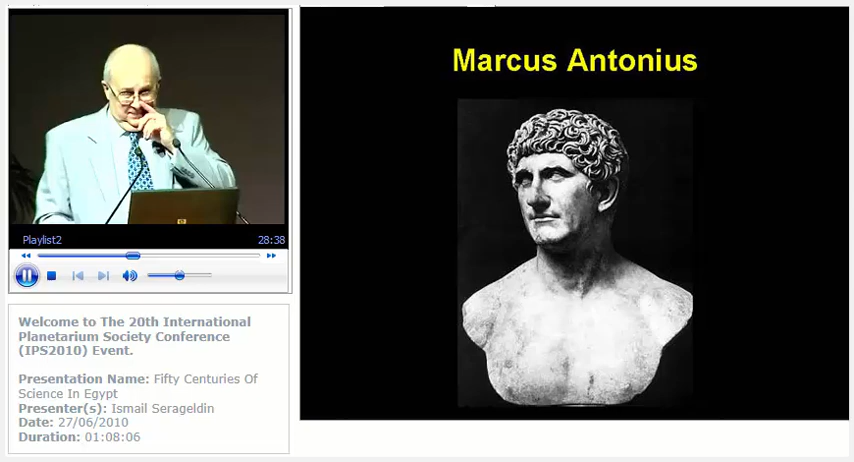 Marcus Antonius
Playlist2
28:38
Welcome to The 20th International
Planetarium Society Conference
(IPS2010) Event.
Presentation Name: Fifty Centuries Of
Science In Egypt
Presenter(s): Ismail Serageldin
Date: 27/06/2010
Duration: 01:08:06